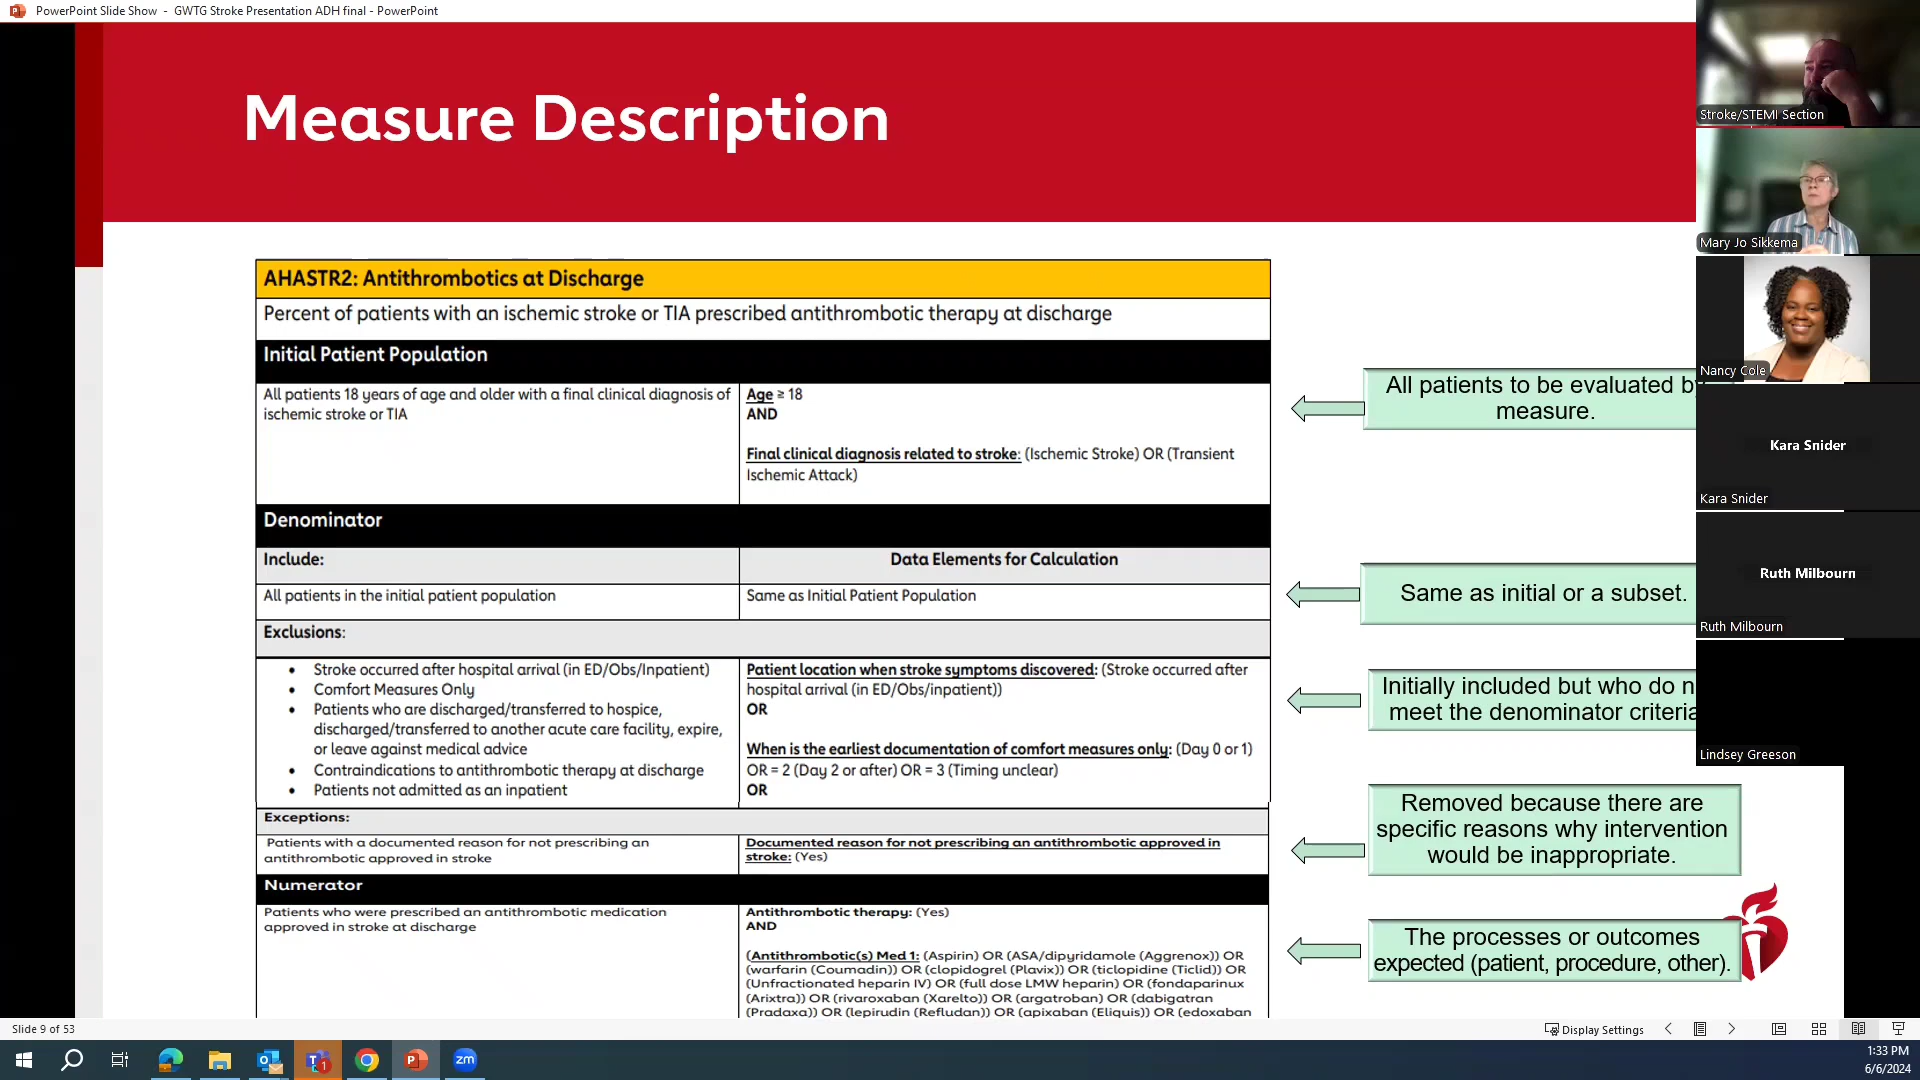 PowerPoint Slide Show - GWTG Stroke Presentation ADH final - PowerPoint
Measure Description
AHASTR2: Antithrombotics at Discharge
Percent of patients with an ischemic stroke or TIA prescribed antithrombotic therapy at discharge
Initial Patient Population
All patients 18 years of age and older with a final clinical diagnosis of
ischemic stroke or TIA
Age ≥ 18
AND
Final clinical diagnosis related to stroke: (Ischemic Stroke) OR (Transient
Ischemic Attack)
Denominator
Include:
Data Elements for Calculation
All patients in the initial patient population
Same as Initial Patient Population
Exclusions:
• Stroke occurred after hospital arrival (in ED/Obs/Inpatient)
• Comfort Measures Only
• Patients who are discharged/transferred to hospice,
discharged/transferred to another acute care facility, expire,
or leave against medical advice
• Contraindications to antithrombotic therapy at discharge
• Patients not admitted as an inpatient
Patient location when stroke symptoms discovered: (Stroke occurred after
hospital arrival (in ED/Obs/inpatient))
OR
When is the earliest documentation of comfort measures only: (Day 0 or 1)
OR = 2 (Day 2 or after) OR = 3 (Timing unclear)
OR
Exceptions:
Patients with a documented reason for not prescribing an
antithrombotic approved in stroke
Documented reason for not prescribing an antithrombotic approved in
stroke: (Yes)
Numerator
Patients who were prescribed an antithrombotic medication
approved in stroke at discharge
Antithrombotic therapy: (Yes)
AND
(Antithrombotic(s) Med 1: (Aspirin) OR (ASA/dipyridamole (Aggrenox)) OR
(warfarin (Coumadin)) OR (clopidogrel (Plavix)) OR (ticlopidine (Ticlid)) OR
(Unfractionated heparin IV) OR (full dose LMW heparin) OR (fondaparinux
(Arixtra)) OR (rivaroxaban (Xarelto)) OR (argatroban) OR (dabigatran
(Pradaxa)) OR (lepirudin (Refludan)) OR (apixaban (Eliquis)) OR (edoxaban
All patients to be evaluated by
measure.
Same as initial or a subset.
Initially included but who do n
meet the denominator criteria
Removed because there are
specific reasons why intervention
would be inappropriate.
The processes or outcomes
expected (patient, procedure, other).
Stroke/STEMI Section
Mary Jo Sikkema
Nancy Cole
Kara Snider
Kara Snider
Ruth Milbourn
Ruth Milbourn
Lindsey Greeson
Slide 9 of 53
Display Settings
1
zm
1:33 PM
6/6/2024